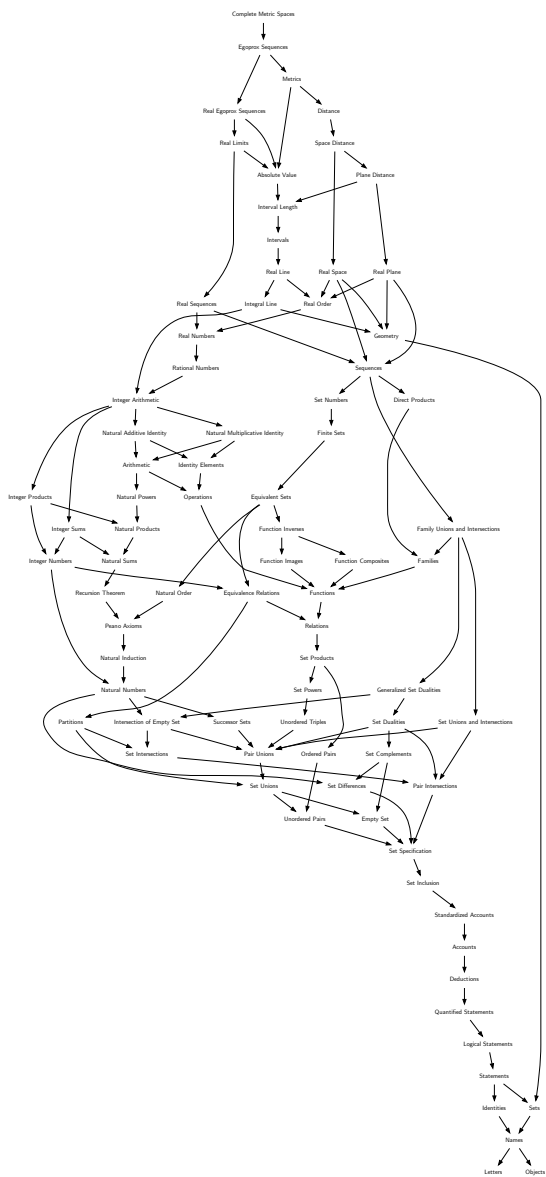 Complete Metric Spaces
Egoprox Sequences
Metrics
Real Egoprox Sequences
Distance
Real Limits
Space Distance
Absolute Value
Plane Distance
Interval Length
Intervals
Real Line
Real Space
Real Plane
Real Sequences
Integral Line
Real Order
Real Numbers
Geometry
Rational Numbers
Sequences
Integer Arithmetic
Set Numbers
Direct Products
Natural Additive Identity
Natural Multiplicative Identity
Finite Sets
Arithmetic
Identity Elements
Integer Products
Natural Powers
Operations
Equivalent Sets
Integer Sums
Natural Products
Function Inverses
Family Unions and Intersections
Integer Numbers
Natural Sums
Function Images
Function Composites
Families
Recursion Theorem
Natural Order
Equivalence Relations
Functions
Peano Axioms
Relations
Natural Induction
Set Products
Natural Numbers
Set Powers
Generalized Set Dualities
Partitions
Intersection of Empty Set
Successor Sets
Unordered Triples
Set Dualities
Set Unions and Intersections
Set Intersections
Pair Unions
Ordered Pairs
Set Complements
Set Unions
Set Differences
Pair Intersections
Unordered Pairs
Empty Set
Set Specification
Set Inclusion
Standardized Accounts
Accounts
Deductions
Quantified Statements
Logical Statements
Statements
Identities
Sets
Names
Letters
Objects